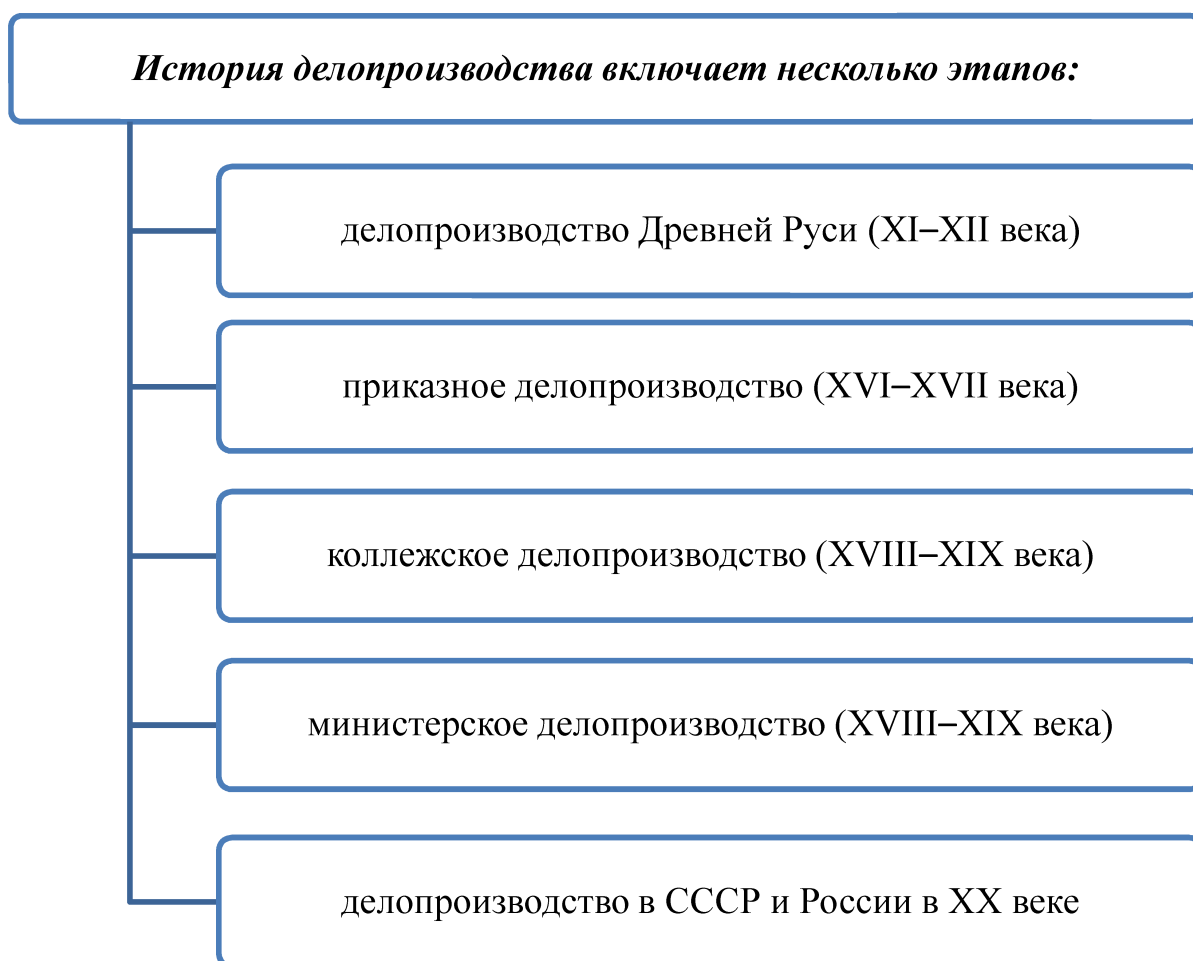 История делопроизводства включает несколько этапов:
делопроизводство Древней Руси (XI–XII века)
приказное делопроизводство (XVI–XVII века)
коллежское делопроизводство (XVIII–XIX века)
министерское делопроизводство (XVIII–XIX века)
делопроизводство в СССР и России в XX веке